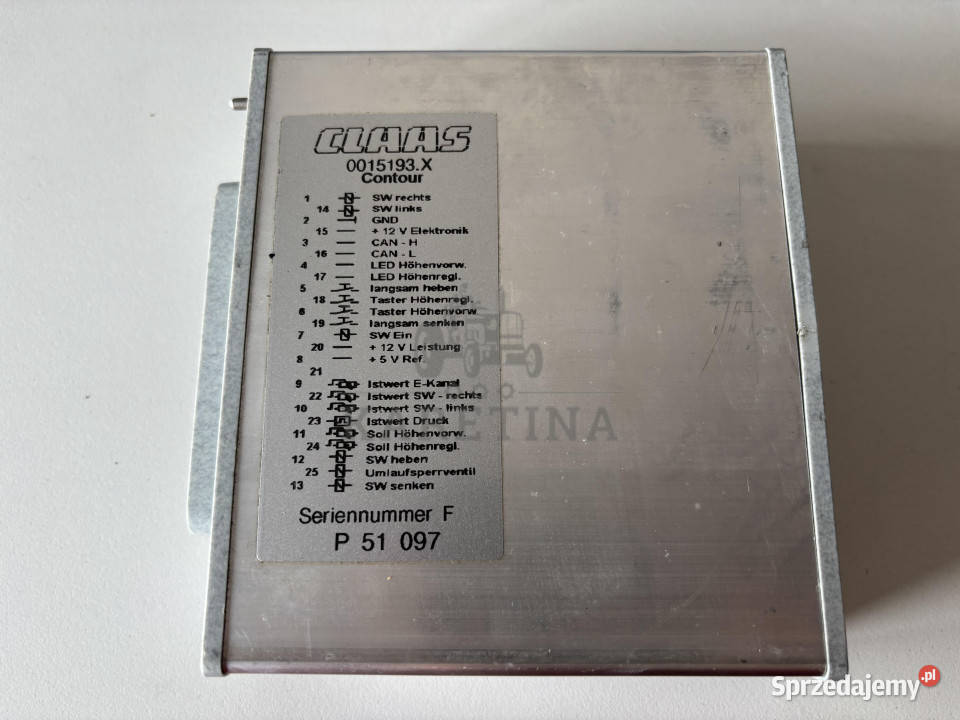 CLAAS
0015193.X
Contour
1 SW rechts
14 SW links
2 GND
15 + 12 V Elektronik
3 CAN - H
16 CAN - L
4 LED Höhenvorw.
17 LED Höhenregl.
5 langsam heben
18 Taster Höhenregl.
6 Taster Höhenvorw
19 langsam senken
7 SW Ein
20 + 12 V Leistung
8 + 5 V Ref.
21
9 Istwert E-Kanal
22 Istwert SW - rechts
10 Istwert SW - links
23 Istwert Druck
11 Soll Höhenvorw.
24 Soll Höhenregl.
12 SW heben
25 Umlaufsperrventil
13 SW senken
Seriennummer F
P 51 097
Sprzedajemy.pl